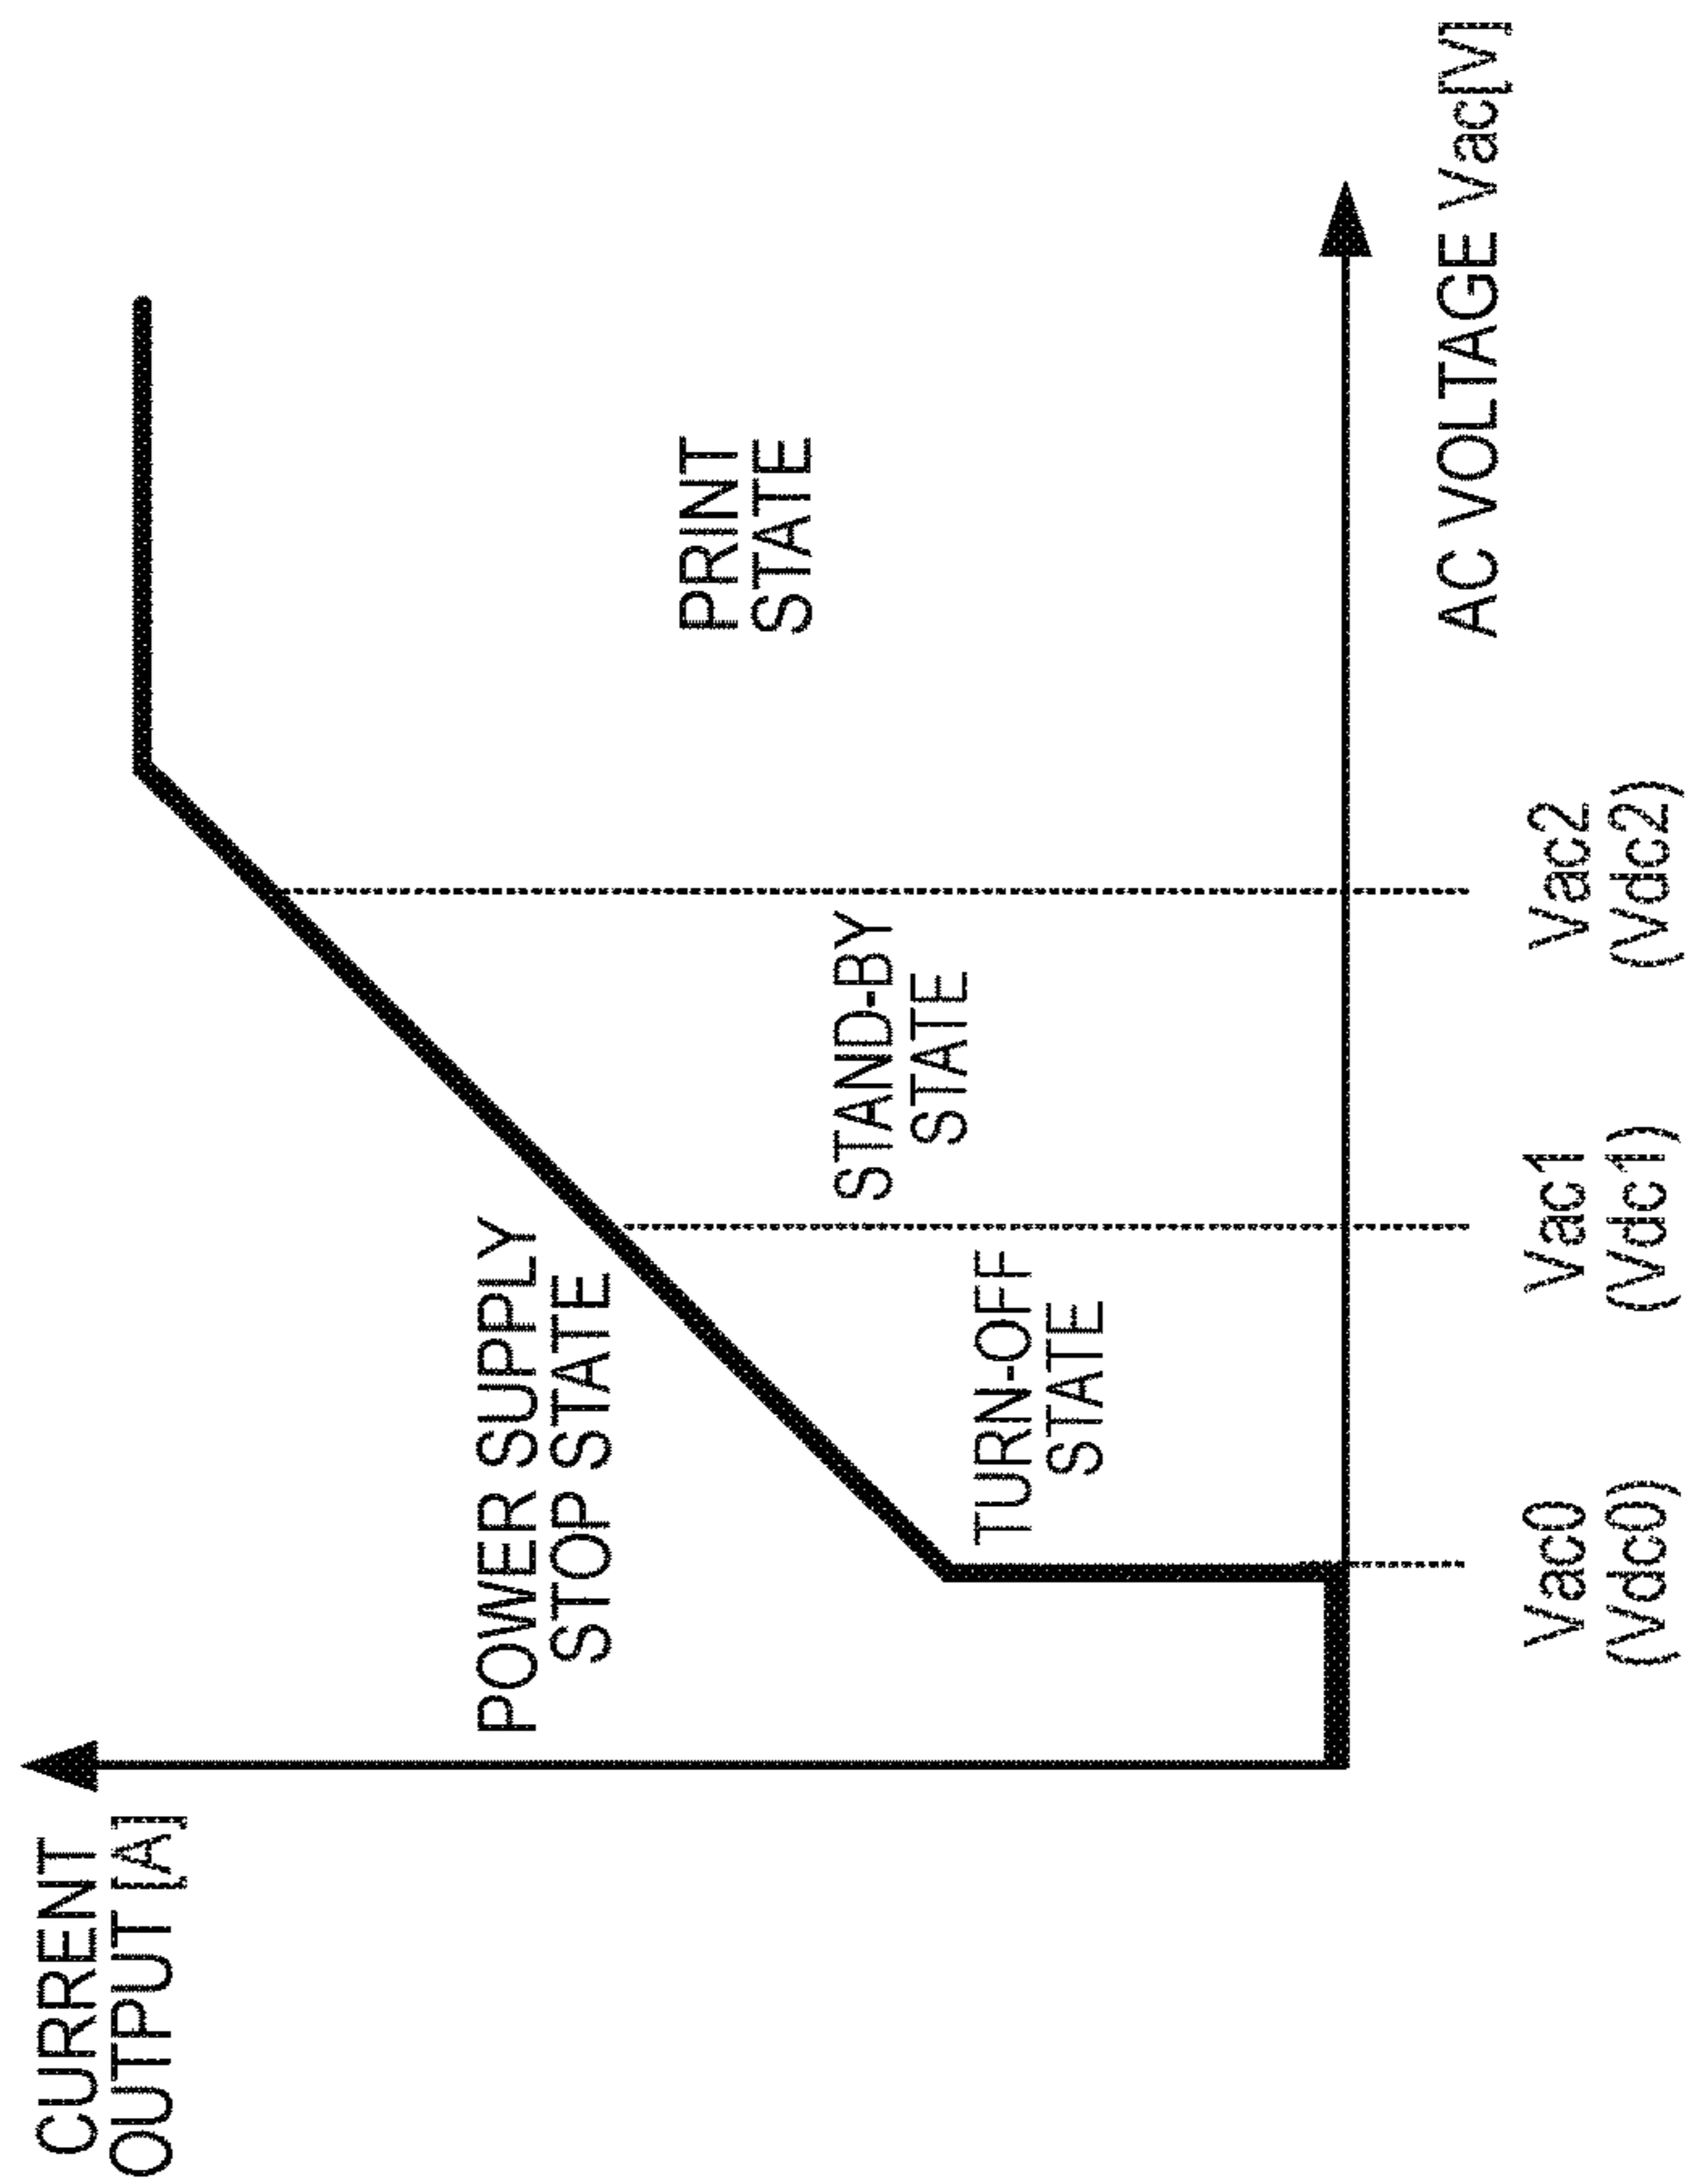 CURRENT
OUTPUT [A]
POWER SUPPLY
STOP STATE
TURN-OFF
STATE
STAND-BY
STATE
PRINT
STATE
Vac0
(Vdc0)
Vac1
(Vdc1)
Vac2
(Vdc2)
AC VOLTAGE Vac[V]